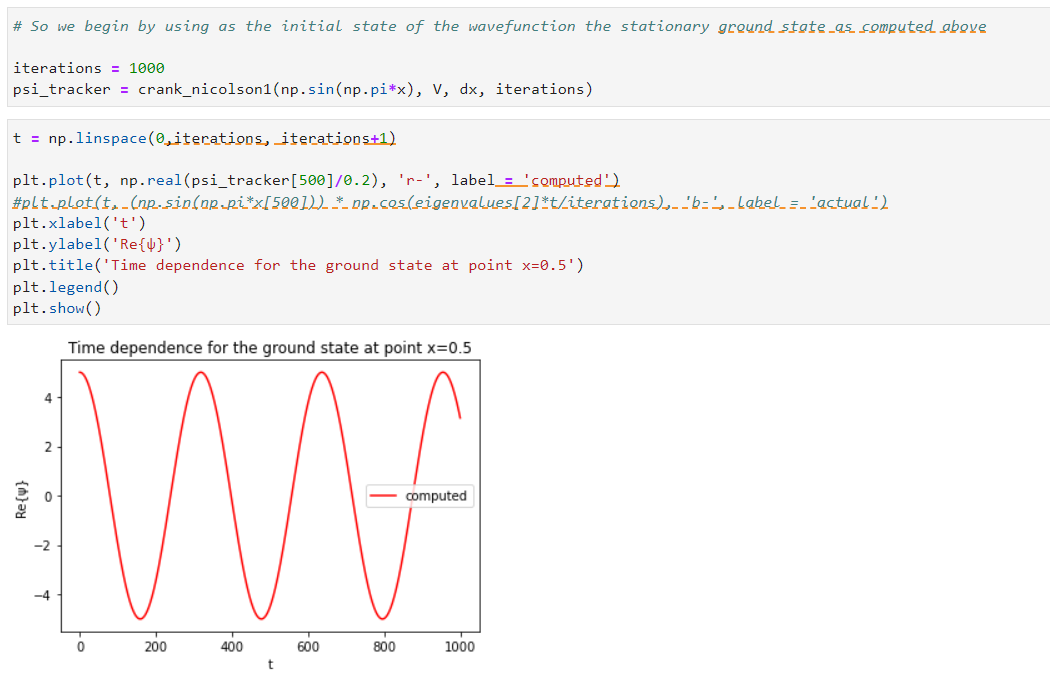 # So we begin by using as the initial state of the wavefunction the stationary ground state as computed above
iterations = 1000
psi_tracker = crank_nicolson1(np.sin(np.pi*x), V, dx, iterations)
t = np.linspace(0,iterations, iterations+1)
plt.plot(t, np.real(psi_tracker[500]/0.2), 'r-', label = 'computed')
#plt.plot(t, (np.sin(np.pi*x[500])) * np.cos(eigenvalues[2]*t/iterations), 'b-', label = 'actual')
plt.xlabel('t')
plt.ylabel('Re{ψ}')
plt.title('Time dependence for the ground state at point x=0.5')
plt.legend()
plt.show()
Time dependence for the ground state at point x=0.5
4
2
0
−2
−4
Re{ψ}
computed
0 200 400 600 800 1000
t